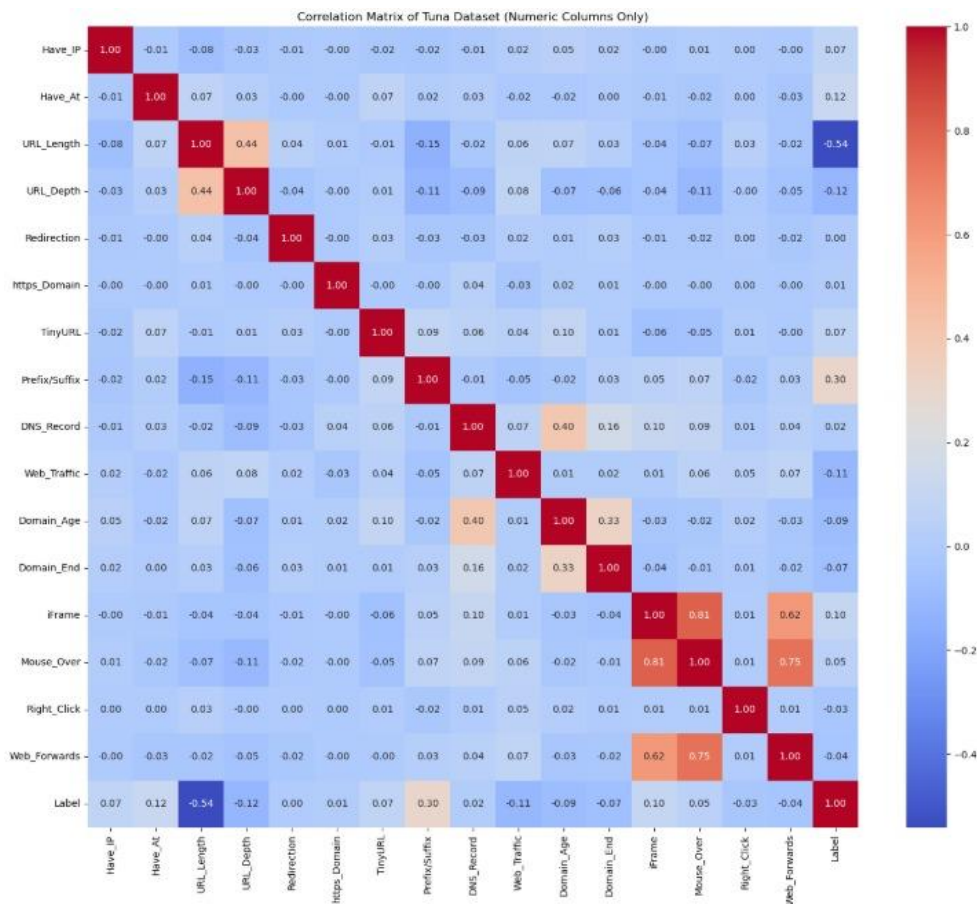 Correlation Matrix of Tuna Dataset (Numeric Columns Only)
Have_IP 1.00 -0.01 -0.08 -0.03 -0.01 -0.00 -0.02 -0.02 -0.01 0.02 0.05 0.02 -0.00 0.01 0.00 -0.00 0.07
Have_At -0.01 1.00 0.07 0.03 -0.00 -0.00 0.07 0.02 0.03 -0.02 -0.02 0.00 -0.01 -0.02 0.00 -0.03 0.12
URL_Length -0.08 0.07 1.00 0.44 0.04 0.01 -0.01 -0.15 -0.02 0.06 0.07 0.03 -0.04 -0.07 0.03 -0.02 -0.54
URL_Depth -0.03 0.03 0.44 1.00 -0.04 -0.00 0.01 -0.11 -0.09 0.08 -0.07 -0.06 -0.04 -0.11 -0.00 -0.05 -0.12
Redirection -0.01 -0.00 0.04 -0.04 1.00 -0.00 0.03 -0.03 -0.03 0.02 0.01 0.03 -0.01 -0.02 0.00 -0.02 0.00
https_Domain -0.00 -0.00 0.01 -0.00 -0.00 1.00 -0.00 -0.00 0.04 -0.03 0.02 0.01 -0.00 -0.00 0.00 -0.00 0.01
TinyURL -0.02 0.07 -0.01 0.01 0.03 -0.00 1.00 0.09 0.06 0.04 0.10 0.01 -0.06 -0.05 0.01 -0.00 0.07
Prefix/Suffix -0.02 0.02 -0.15 -0.11 -0.03 -0.00 0.09 1.00 -0.01 -0.05 -0.02 0.03 0.05 0.07 -0.02 0.03 0.30
DNS_Record -0.01 0.03 -0.02 -0.09 -0.03 0.04 0.06 -0.01 1.00 0.07 0.40 0.16 0.10 0.09 0.01 0.04 0.02
Web_Traffic 0.02 -0.02 0.06 0.08 0.02 -0.03 0.04 -0.05 0.07 1.00 0.01 0.02 0.01 0.06 0.05 0.07 -0.11
Domain_Age 0.05 -0.02 0.07 -0.07 0.01 0.02 0.10 -0.02 0.40 0.01 1.00 0.33 -0.03 -0.02 0.02 -0.03 -0.09
Domain_End 0.02 0.00 0.03 -0.06 0.03 0.01 0.01 0.03 0.16 0.02 0.33 1.00 -0.04 -0.01 0.01 -0.02 -0.07
iFrame -0.00 -0.01 -0.04 -0.04 -0.01 -0.00 -0.06 0.05 0.10 0.01 -0.03 -0.04 1.00 0.81 0.01 0.62 0.10
Mouse_Over 0.01 -0.02 -0.07 -0.11 -0.02 -0.00 -0.05 0.07 0.09 0.06 -0.02 -0.01 0.81 1.00 0.01 0.75 0.05
Right_Click 0.00 0.00 0.03 -0.00 0.00 0.00 0.01 -0.02 0.01 0.05 0.02 0.01 0.01 0.01 1.00 0.01 -0.03
Web_Forwards -0.00 -0.03 -0.02 -0.05 -0.02 -0.00 -0.00 0.03 0.04 0.07 -0.03 -0.02 0.62 0.75 0.01 1.00 -0.04
Label 0.07 0.12 -0.54 -0.12 0.00 0.01 0.07 0.30 0.02 -0.11 -0.09 -0.07 0.10 0.05 -0.03 -0.04 1.00
Have_IP
Have_At
URL_Length
URL_Depth
Redirection
https_Domain
TinyURL
Prefix/Suffix
DNS_Record
Web_Traffic
Domain_Age
Domain_End
iFrame
Mouse_Over
Right_Click
Web_Forwards
Label
1.0
0.8
0.6
0.4
0.2
0.0
−0.2
−0.4